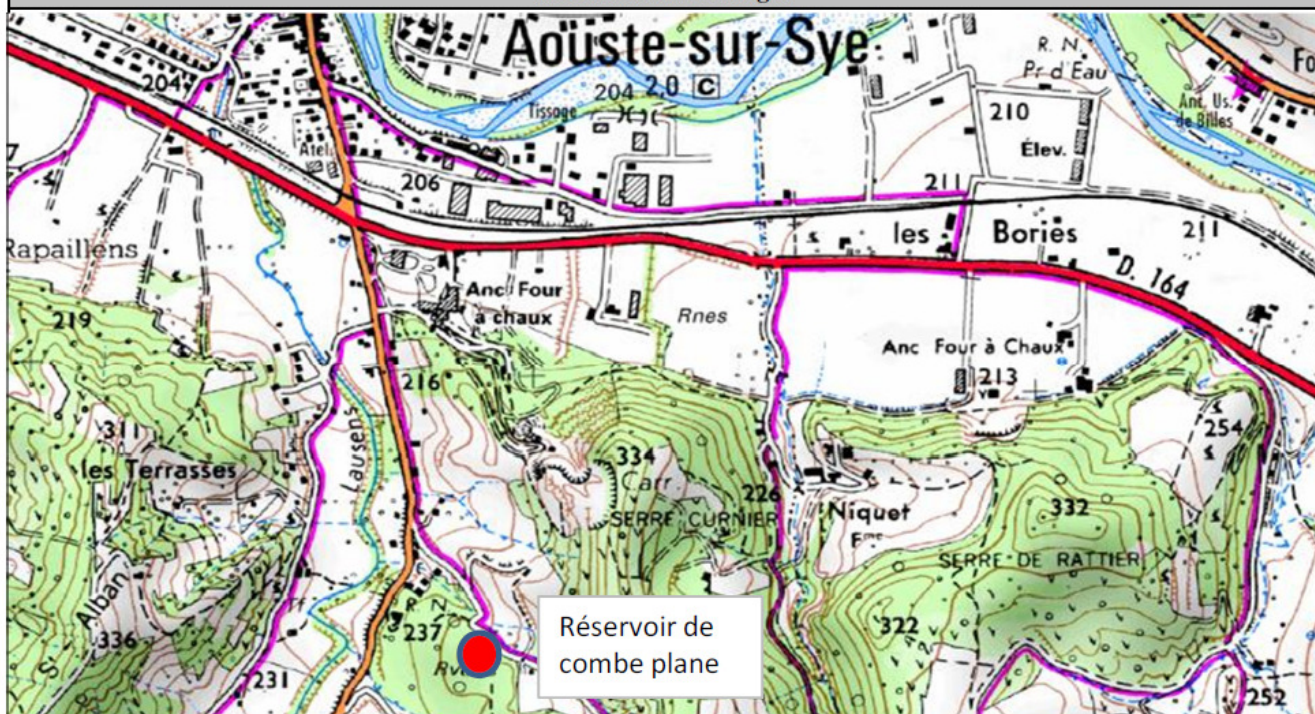 Aouste-sur-Sye
R. N.
Pr d'Eau
Fo
204
204 2,0 C
Tissage
210
Anc. Us.
de Billes
Atel.
Élev.
206
211
les Bories
211
Rapaillens
D. 164
Anc Four
à chaux
Rnes
219
Anc Four à Chaux
216
213
311
254
les Terrasses
Lausens
334
Carr.
226
332
SERRE CURNIER
Niquet
SERRE DE RATTIER
Alban
R. N.
237
336
322
Réservoir de
combe plane
231
252